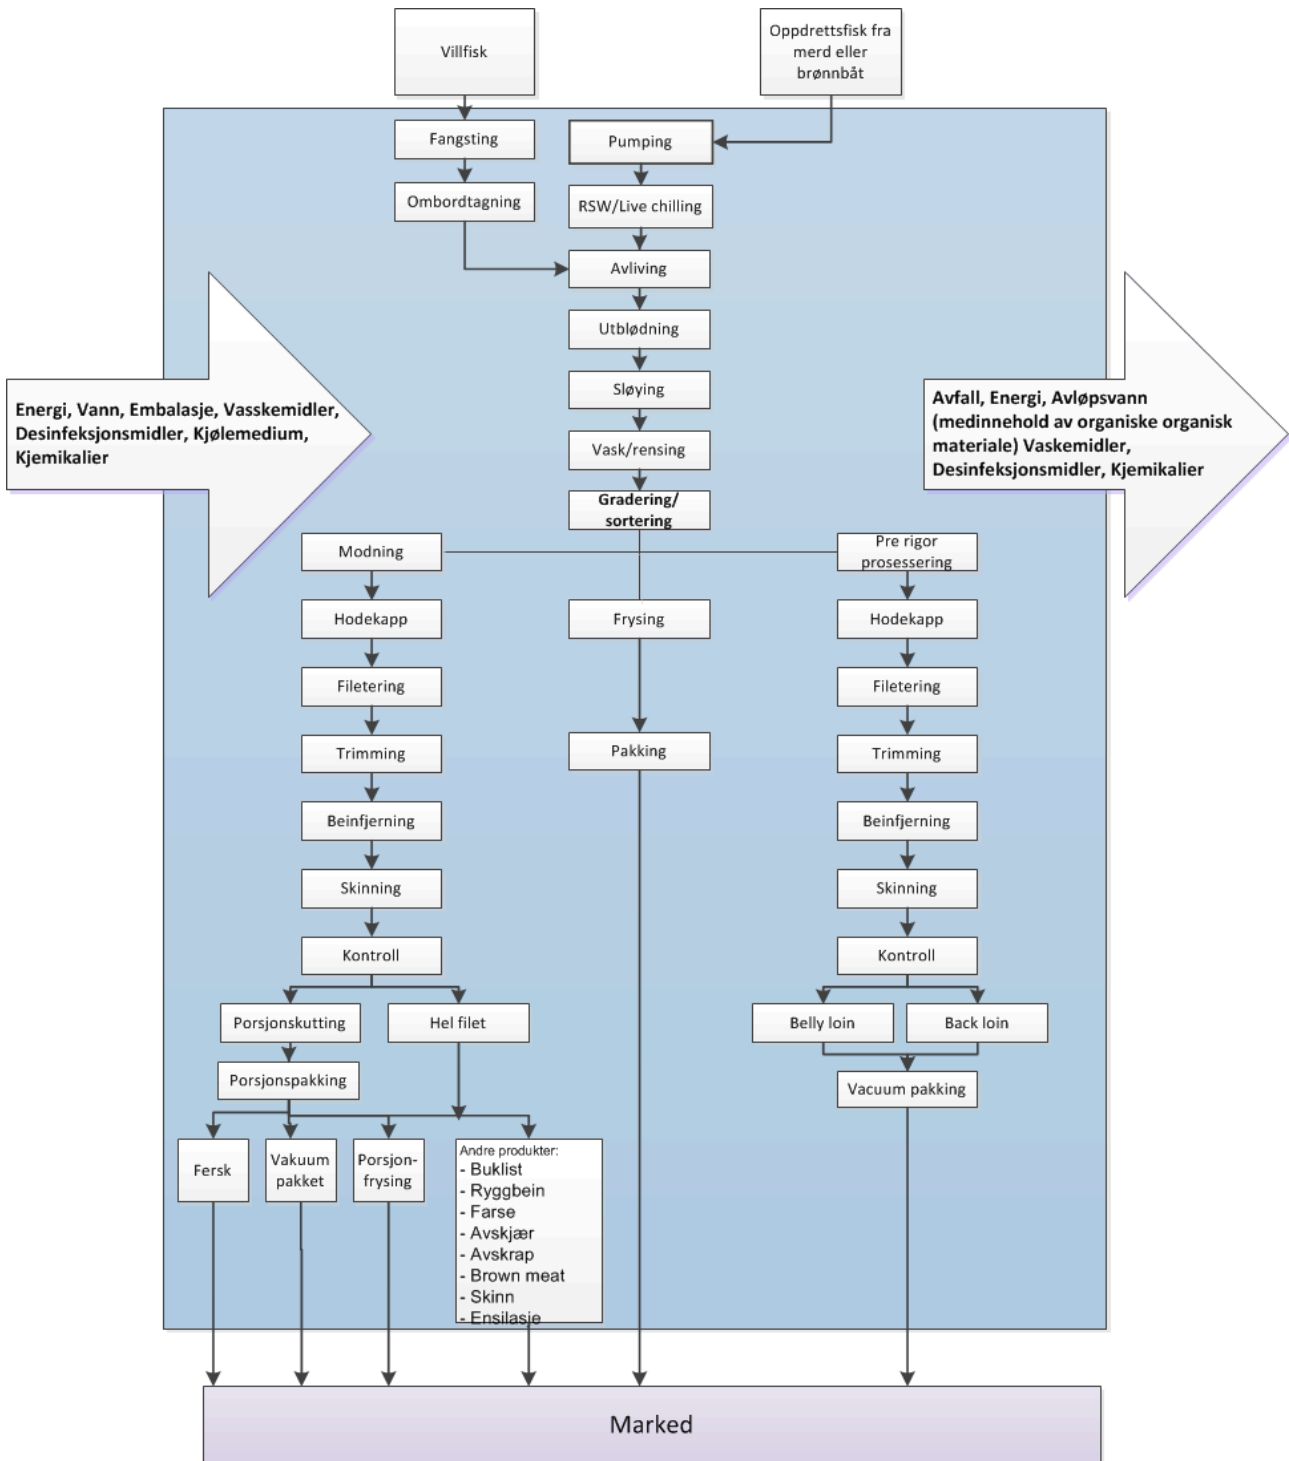 Villfisk
Oppdrettsfisk fra
merd eller
brønnbåt
Fangsting
Pumping
Ombordtagning
RSW/Live chilling
Avliving
Utblødning
Sløying
Vask/rensing
Gradering/
sortering
Energi, Vann, Embalasje, Vasskemidler,
Desinfeksjonsmidler, Kjølemedium,
Kjemikalier
Avfall, Energi, Avløpsvann
(medinnehold av organiske organisk
materiale) Vaskemidler,
Desinfeksjonsmidler, Kjemikalier
Modning
Hodekapp
Filetering
Trimming
Beinfjerning
Skinning
Kontroll
Porsjonskutting
Hel filet
Porsjonspakking
Fersk
Vakuum
pakket
Porsjon-
frysing
Andre produkter:
- Buklist
- Ryggbein
- Farse
- Avskjær
- Avskrap
- Brown meat
- Skinn
- Ensilasje
Frysing
Pakking
Pre rigor
prosessering
Hodekapp
Filetering
Trimming
Beinfjerning
Skinning
Kontroll
Belly loin
Back loin
Vacuum pakking
Marked